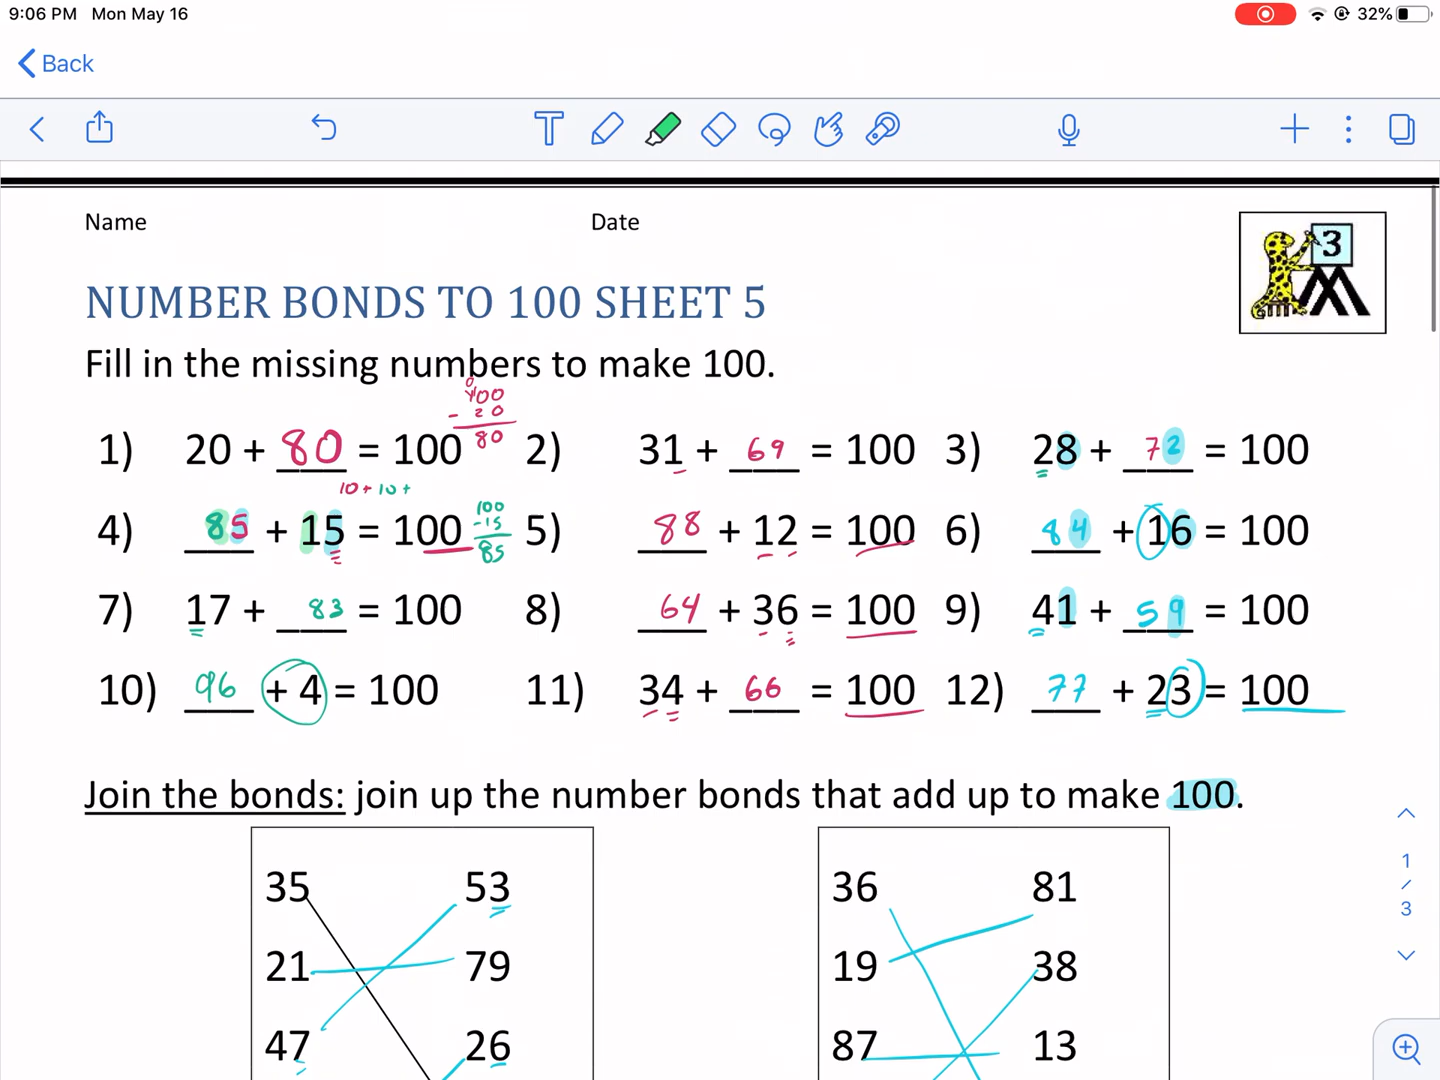 9:06 PM Mon May 16 32%
Back
T
Name Date
3
NUMBER BONDS TO 100 SHEET 5
Fill in the missing numbers to make 100.
0
100
- 20
80
1) 20 + 80 = 100 2) 31 + 69 = 100 3) 28 + 72 = 100
10 + 10 +
100
-15
85
4) 85 + 15 = 100 5) 88 + 12 = 100 6) 84 + 16 = 100
7) 17 + 83 = 100 8) 64 + 36 = 100 9) 41 + 59 = 100
10) 96 + 4 = 100 11) 34 + 66 = 100 12) 77 + 23 = 100
Join the bonds: join up the number bonds that add up to make 100.
35 53 36 81
21 79 19 38
47 26 87 13
1
/
3